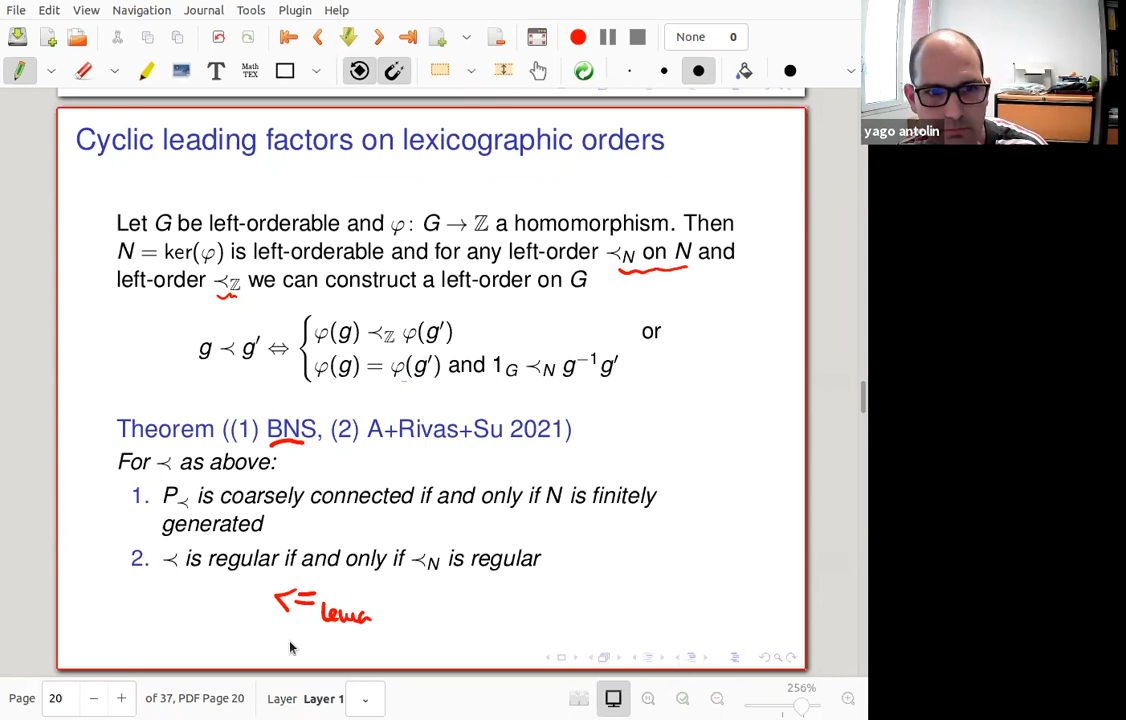 File Edit View Navigate Journal Tools Plugin Help
None 0
T MATH TEX
yago antolin
Cyclic leading factors on lexicographic orders
Let G be left-orderable and φ: G → ℤ a homomorphism. Then
N = ker(φ) is left-orderable and for any left-order ≺_N on N and
left-order ≺_ℤ we can construct a left-order on G
g ≺ g′ ⇔ { φ(g) ≺_ℤ φ(g′) or
φ(g) = φ(g′) and 1_G ≺_N g⁻¹g′
Theorem ((1) BNS, (2) A+Rivas+Su 2021)
For ≺ as above:
1. P_≺ is coarsely connected if and only if N is finitely
generated
2. ≺ is regular if and only if ≺_N is regular
<=
Page 20 of 37, PDF Page 20 Layer Layer 1 256%